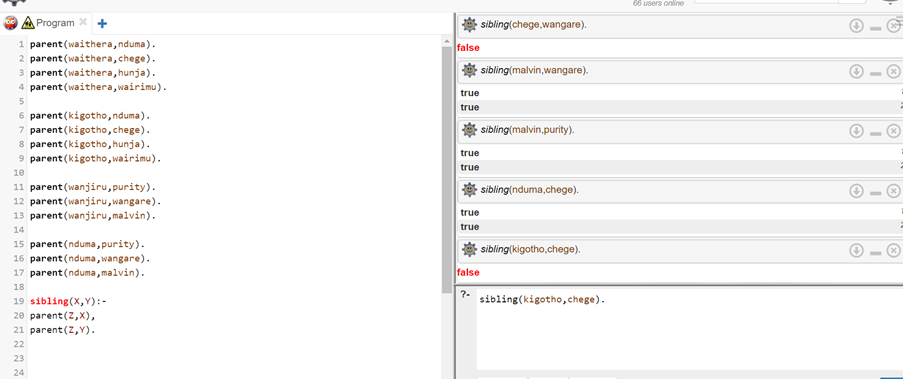 66 users online
Program
1 parent(waithera,nduma).
2 parent(waithera,chege).
3 parent(waithera,hunja).
4 parent(waithera,wairimu).
5
6 parent(kigotho,nduma).
7 parent(kigotho,chege).
8 parent(kigotho,hunja).
9 parent(kigotho,wairimu).
10
11 parent(wanjiru,purity).
12 parent(wanjiru,wangare).
13 parent(wanjiru,malvin).
14
15 parent(nduma,purity).
16 parent(nduma,wangare).
17 parent(nduma,malvin).
18
19 sibling(X,Y):-
20 parent(Z,X),
21 parent(Z,Y).
22
23
24
sibling(chege,wangare).
false
sibling(malvin,wangare).
true
true
sibling(malvin,purity).
true
true
sibling(nduma,chege).
true
true
sibling(kigotho,chege).
false
?- sibling(kigotho,chege).